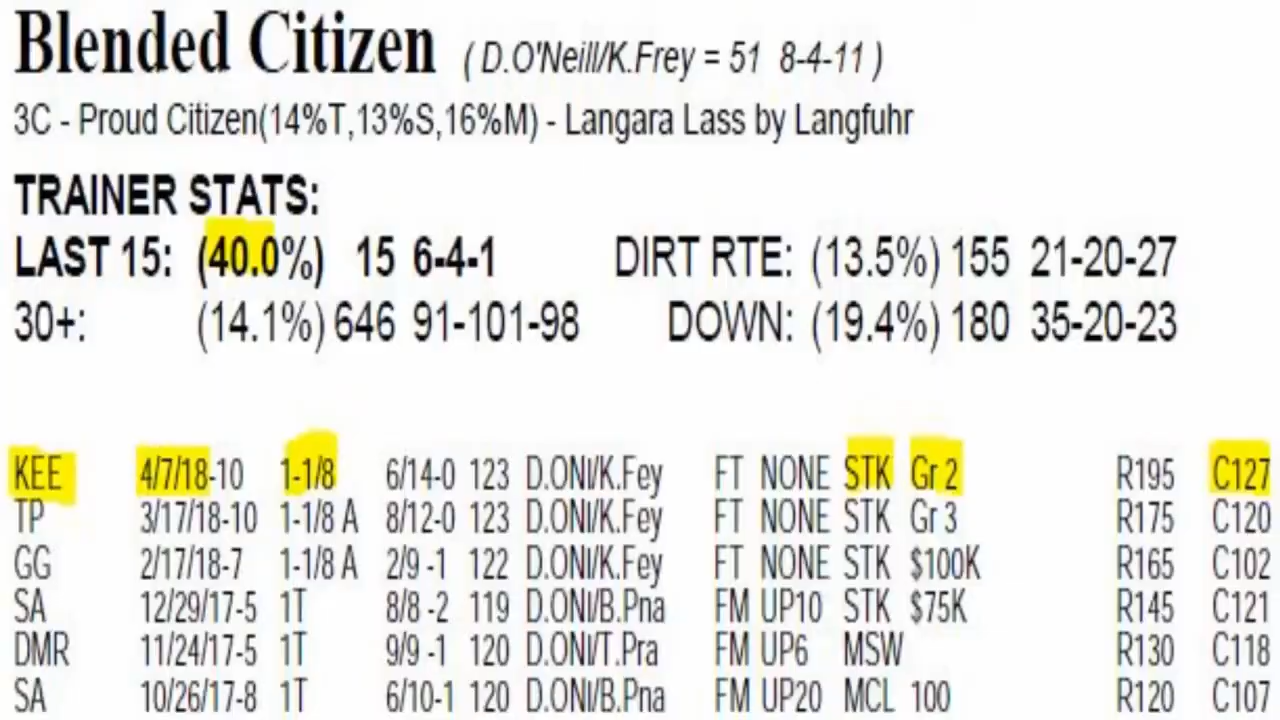 Blended Citizen ( D.O'Neill/K.Frey = 51 8-4-11 )
3C - Proud Citizen(14%T,13%S,16%M) - Langara Lass by Langfuhr
TRAINER STATS:
LAST 15: (40.0%) 15 6-4-1 DIRT RTE: (13.5%) 155 21-20-27
30+: (14.1%) 646 91-101-98 DOWN: (19.4%) 180 35-20-23
KEE 4/7/18-10 1-1/8 6/14-0 123 D.ONI/K.Fey FT NONE STK Gr 2 R195 C127
TP 3/17/18-10 1-1/8 A 8/12-0 123 D.ONI/K.Fey FT NONE STK Gr 3 R175 C120
GG 2/17/18-7 1-1/8 A 2/9 -1 122 D.ONI/K.Fey FT NONE STK $100K R165 C102
SA 12/29/17-5 1T 8/8 -2 119 D.ONI/B.Pna FM UP10 STK $75K R145 C121
DMR 11/24/17-5 1T 9/9 -1 120 D.ONI/T.Pra FM UP6 MSW R130 C118
SA 10/26/17-8 1T 6/10-1 120 D.ONI/B.Pna FM UP20 MCL 100 R120 C107